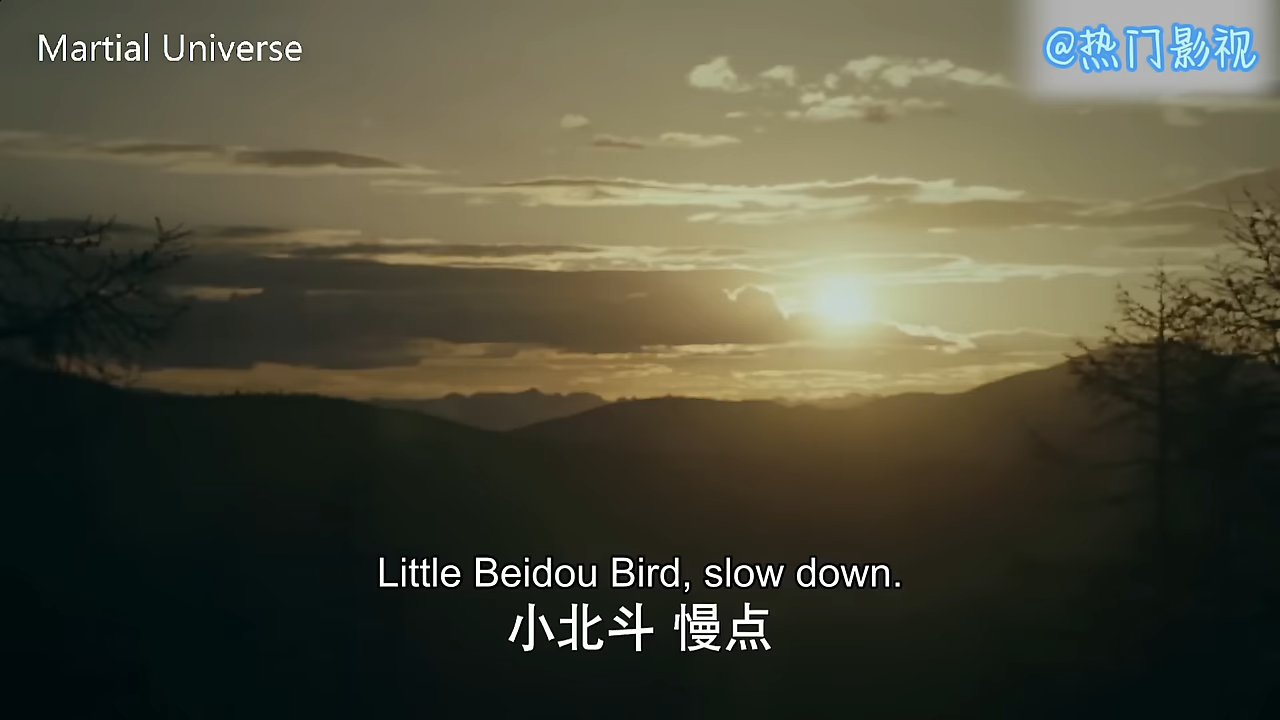 Martial Universe
@热门影视
Little Beidou Bird, slow down.
小北斗 慢点